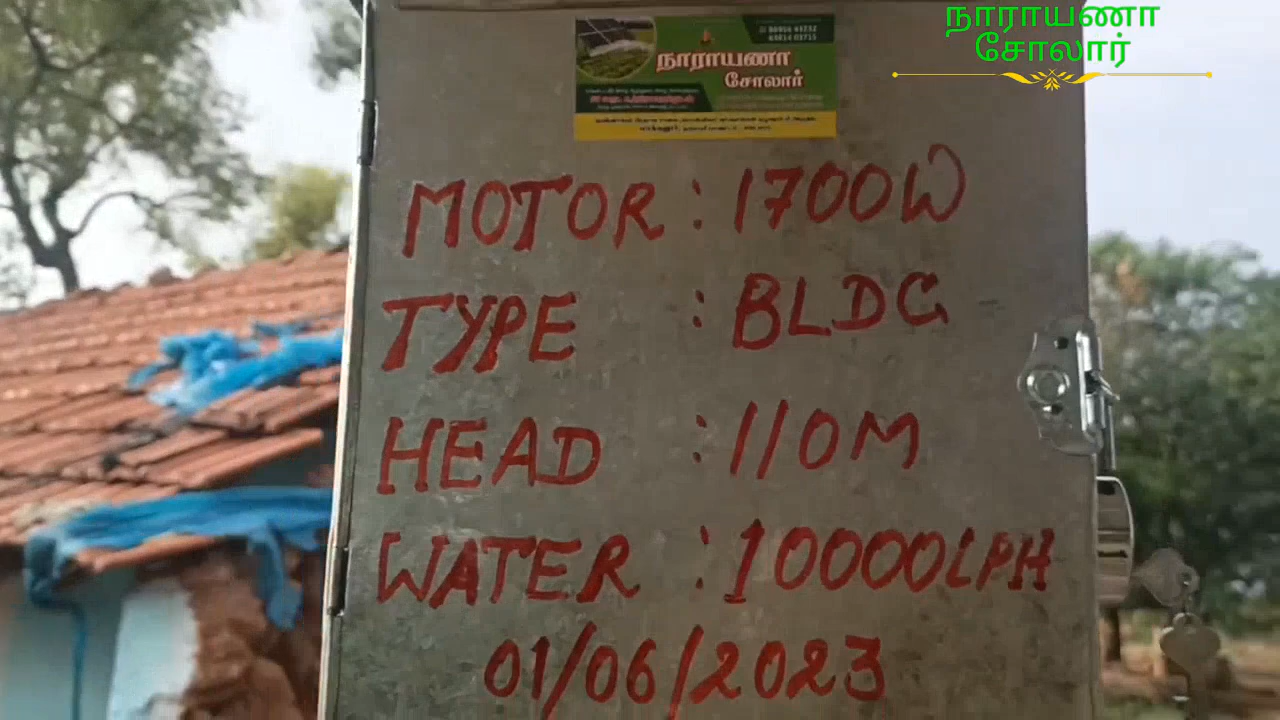 நாராயணா
சோலார்
நாராயணா
சோலார்
MOTOR : 1700W
TYPE : BLDC
HEAD : 110M
WATER : 10000LPH
01/06/2023